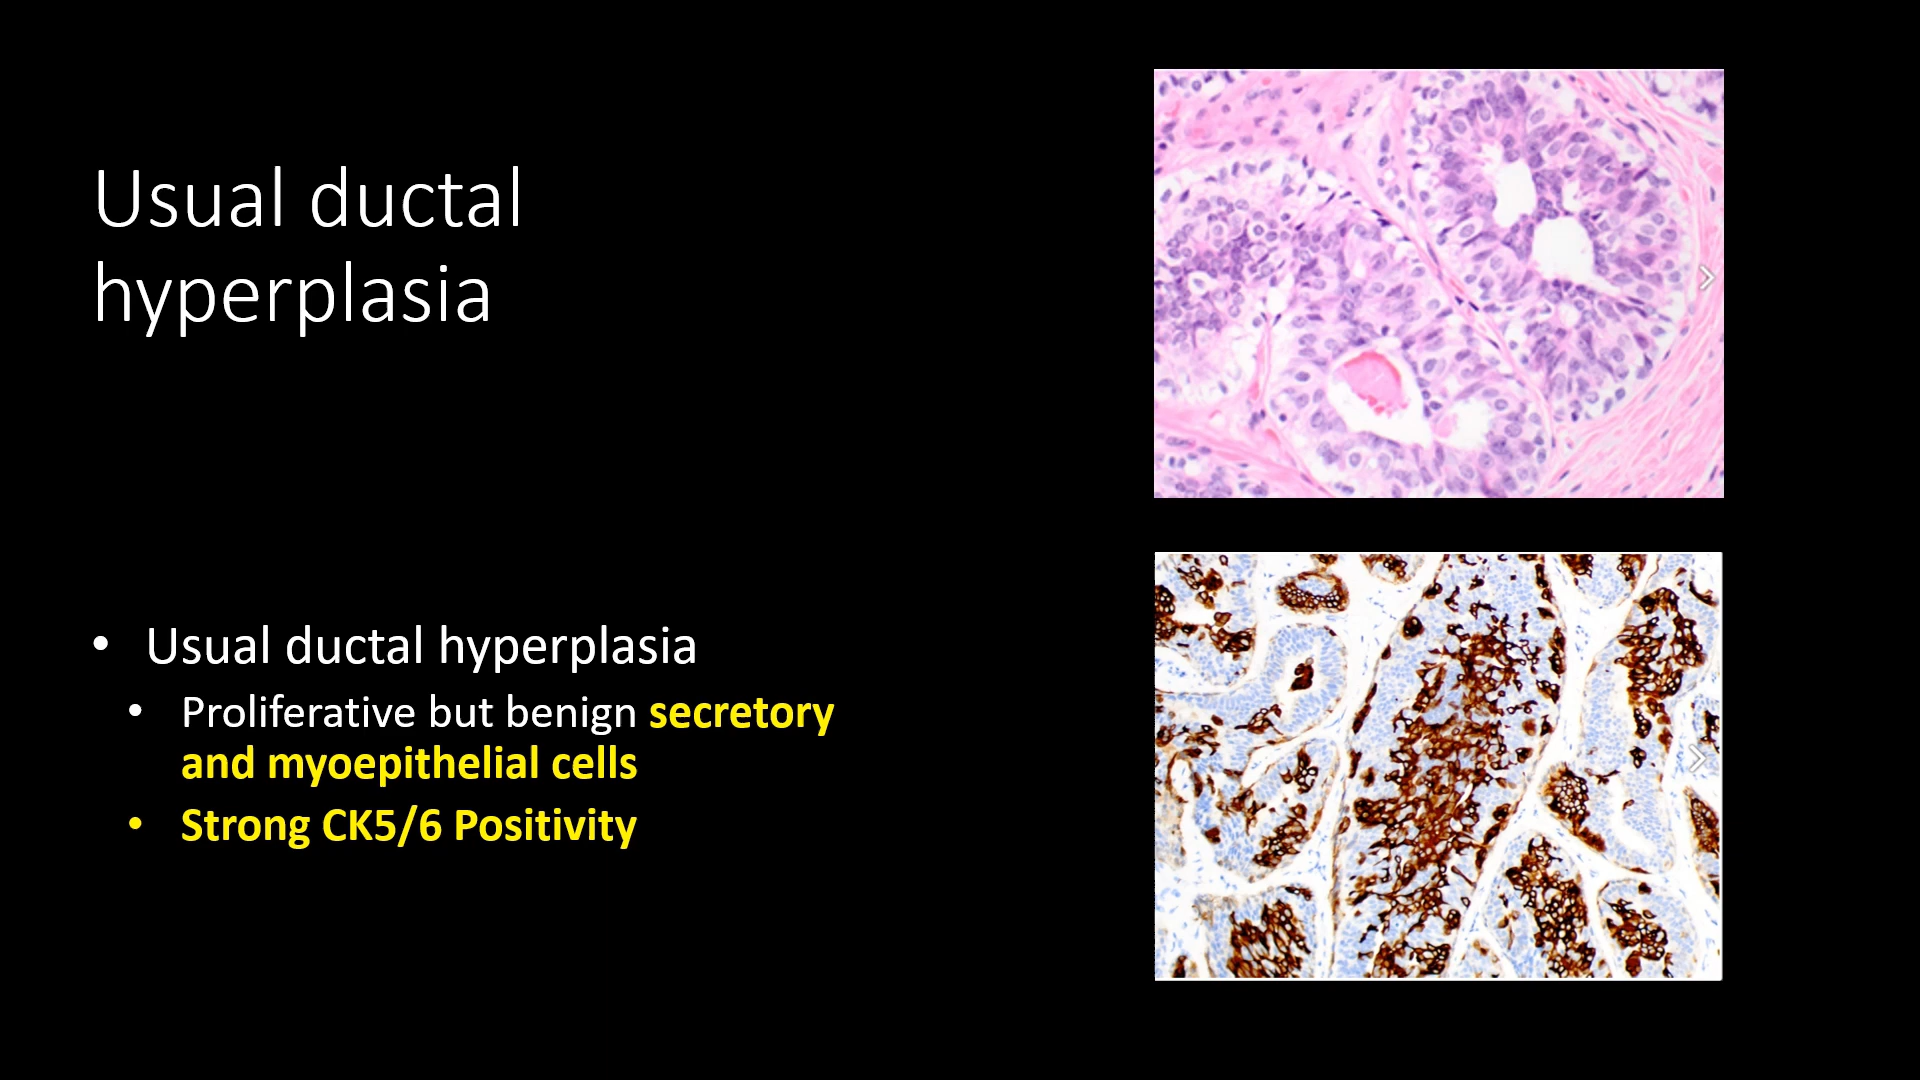 Usual ductal
hyperplasia
• Usual ductal hyperplasia
• Proliferative but benign secretory
and myoepithelial cells
• Strong CK5/6 Positivity